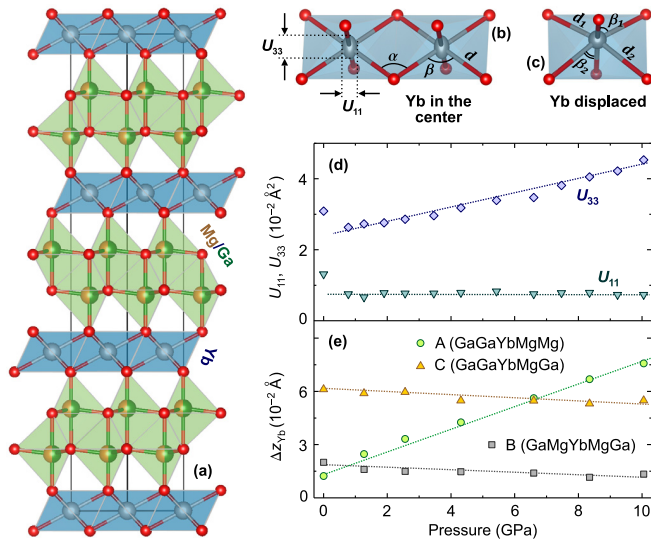 Mg/Ga
Yb
(a)
(b)
U33
U11
α
β
d
Yb in the
center
(c)
d1
β1
d2
β2
Yb displaced
(d)
U11, U33 (10⁻² Å²)
4
2
0
U33
U11
(e)
A (GaGaYbMgMg)
C (GaGaYbMgGa)
B (GaMgYbMgGa)
ΔzYb (10⁻² Å)
9
6
3
0
0 2 4 6 8 10
Pressure (GPa)